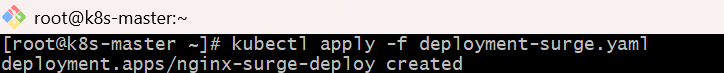 root@k8s-master:~
[root@k8s-master ~]# kubectl apply -f deployment-surge.yaml
deployment.apps/nginx-surge-deploy created